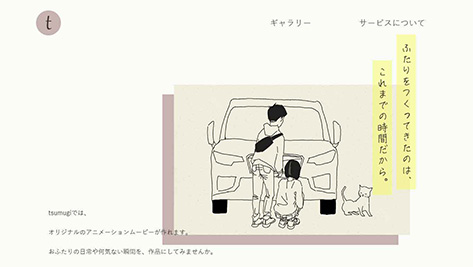 t
ギャラリー
サービスについて
ふたりをつくってきたのは、
これまでの時間だから。
tsumugiでは、
オリジナルのアニメーションムービーが作れます。
おふたりの日常や何気ない瞬間を、作品にしてみませんか。